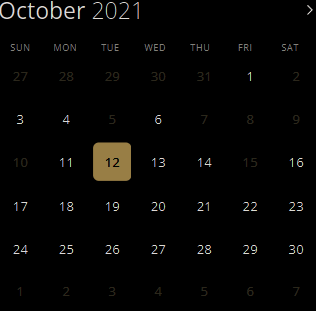 October 2021
SUN MON TUE WED THU FRI SAT
27 28 29 30 31 1 2
3 4 5 6 7 8 9
10 11 12 13 14 15 16
17 18 19 20 21 22 23
24 25 26 27 28 29 30
1 2 3 4 5 6 7